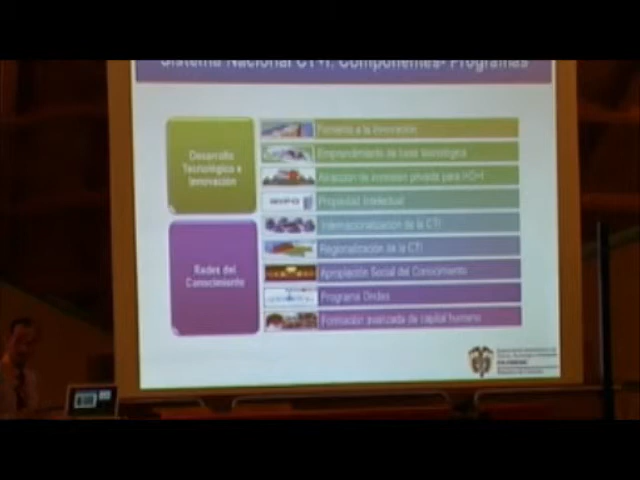 Sistema Nacional CT+I: Componentes- Programas
Desarrollo
Tecnológico e
Innovación
Fomento a la Innovación
Emprendimiento de base tecnológica
Atracción de inversión privada para I+D+I
Propiedad Intelectual
Internacionalización de la CTI
Regionalización de la CTI
Redes del
Conocimiento
Apropiación Social del Conocimiento
Programa Ondas
Formación avanzada de capital humano